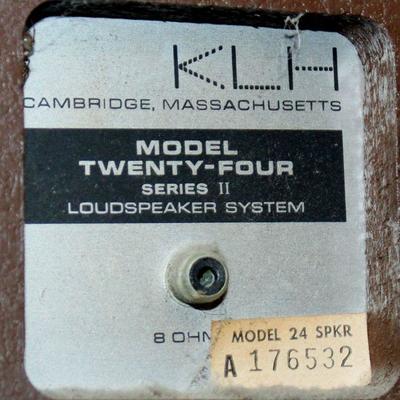 KLH
CAMBRIDGE, MASSACHUSETTS
MODEL
TWENTY-FOUR
SERIES II
LOUDSPEAKER SYSTEM
8 OHM
MODEL 24 SPKR
A 176532